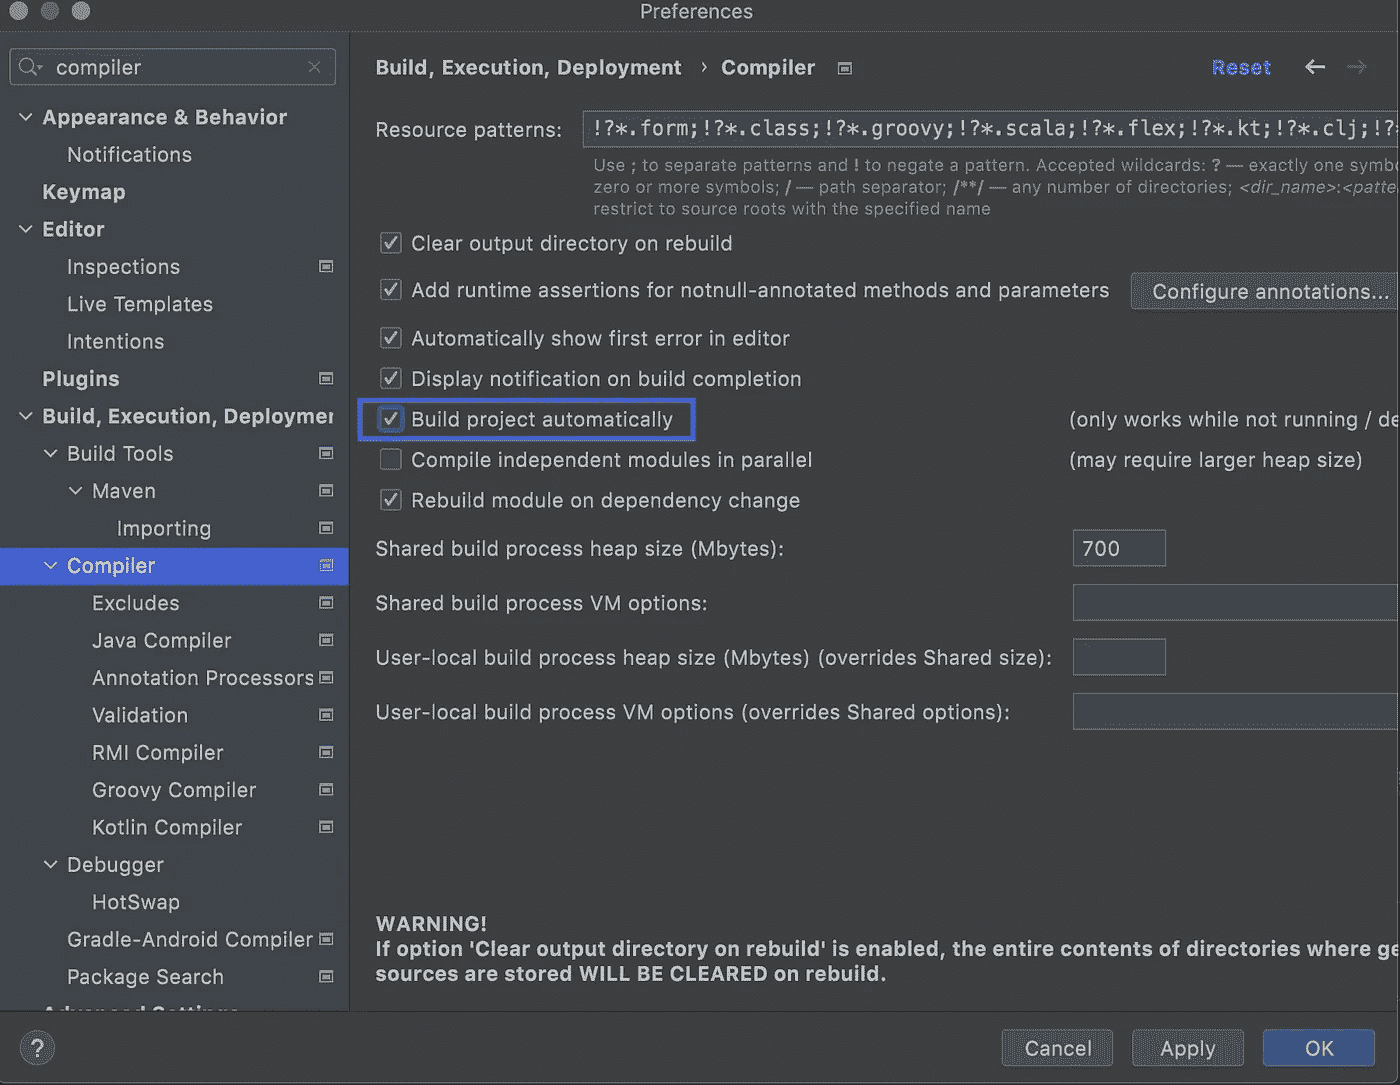 Preferences
compiler
Appearance & Behavior
Notifications
Keymap
Editor
Inspections
Live Templates
Intentions
Plugins
Build, Execution, Deploymer
Build Tools
Maven
Importing
Compiler
Excludes
Java Compiler
Annotation Processors
Validation
RMI Compiler
Groovy Compiler
Kotlin Compiler
Debugger
HotSwap
Gradle-Android Compiler
Package Search
Advanced Settings
Build, Execution, Deployment › Compiler
Reset
Resource patterns: !?*.form;!?*.class;!?*.groovy;!?*.scala;!?*.flex;!?*.kt;!?*.clj;!?
Use ; to separate patterns and ! to negate a pattern. Accepted wildcards: ? — exactly one symbo
zero or more symbols; / — path separator; /**/ — any number of directories; <dir_name>:<patte
restrict to source roots with the specified name
Clear output directory on rebuild
Add runtime assertions for notnull-annotated methods and parameters Configure annotations...
Automatically show first error in editor
Display notification on build completion
Build project automatically (only works while not running / de
Compile independent modules in parallel (may require larger heap size)
Rebuild module on dependency change
Shared build process heap size (Mbytes): 700
Shared build process VM options:
User-local build process heap size (Mbytes) (overrides Shared size):
User-local build process VM options (overrides Shared options):
WARNING!
If option 'Clear output directory on rebuild' is enabled, the entire contents of directories where ge
sources are stored WILL BE CLEARED on rebuild.
?
Cancel Apply OK